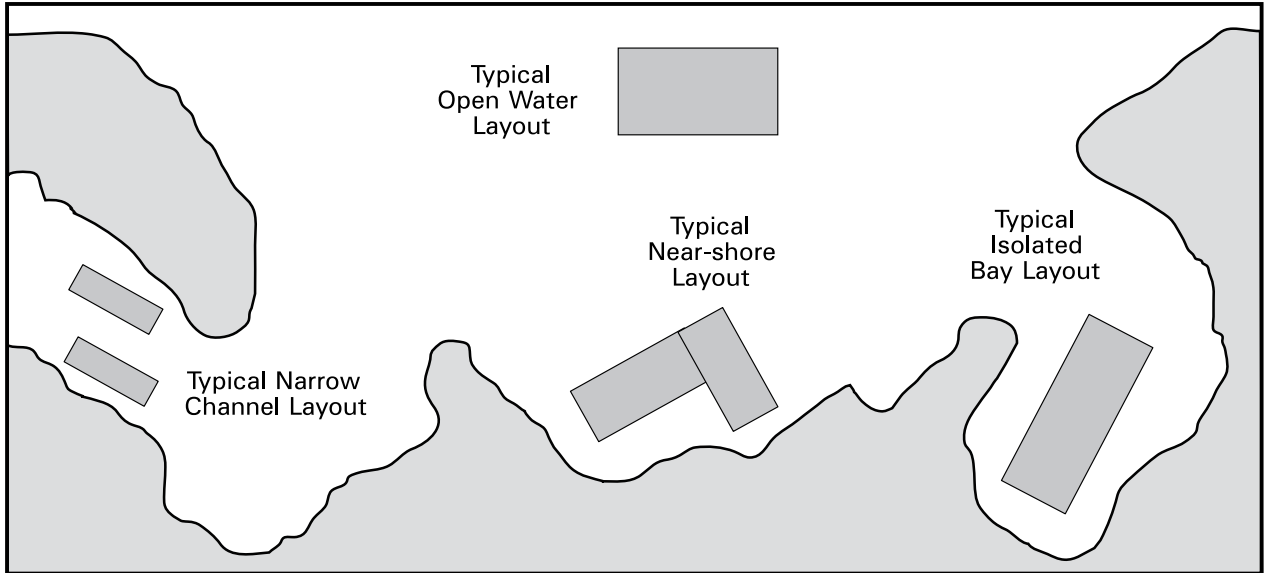 Typical
Open Water
Layout
Typical
Near-shore
Layout
Typical
Isolated
Bay Layout
Typical Narrow
Channel Layout